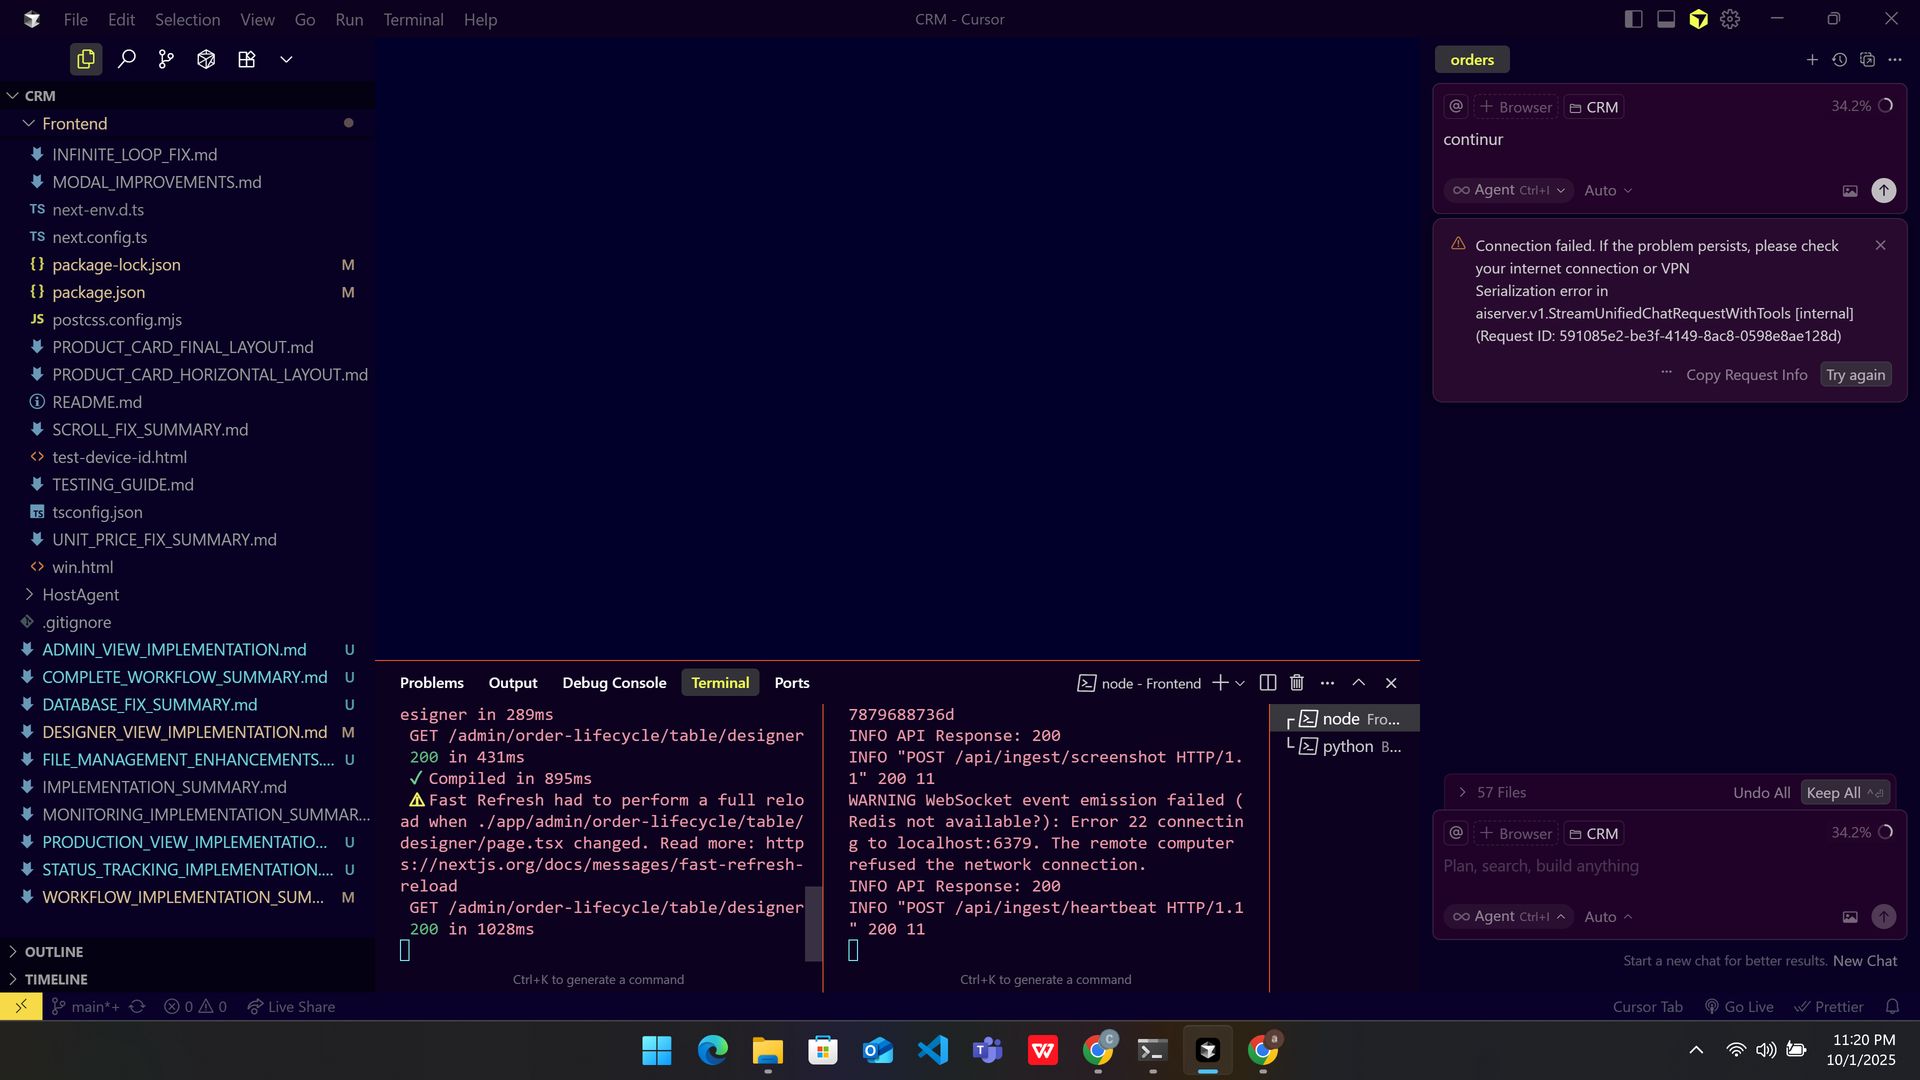 File Edit Selection View Go Run Terminal Help
CRM - Cursor
CRM
Frontend
INFINITE_LOOP_FIX.md
MODAL_IMPROVEMENTS.md
TS next-env.d.ts
TS next.config.ts
{} package-lock.json M
{} package.json M
JS postcss.config.mjs
PRODUCT_CARD_FINAL_LAYOUT.md
PRODUCT_CARD_HORIZONTAL_LAYOUT.md
README.md
SCROLL_FIX_SUMMARY.md
<> test-device-id.html
TESTING_GUIDE.md
TS tsconfig.json
UNIT_PRICE_FIX_SUMMARY.md
<> win.html
HostAgent
.gitignore
ADMIN_VIEW_IMPLEMENTATION.md U
COMPLETE_WORKFLOW_SUMMARY.md U
DATABASE_FIX_SUMMARY.md U
DESIGNER_VIEW_IMPLEMENTATION.md M
FILE_MANAGEMENT_ENHANCEMENTS.... U
IMPLEMENTATION_SUMMARY.md
MONITORING_IMPLEMENTATION_SUMMAR...
PRODUCTION_VIEW_IMPLEMENTATIO... U
STATUS_TRACKING_IMPLEMENTATION.... U
WORKFLOW_IMPLEMENTATION_SUM... M
OUTLINE
TIMELINE
Problems Output Debug Console Terminal Ports
node - Frontend
esigner in 289ms
GET /admin/order-lifecycle/table/designer
200 in 431ms
✓ Compiled in 895ms
⚠ Fast Refresh had to perform a full relo
ad when ./app/admin/order-lifecycle/table/
designer/page.tsx changed. Read more: http
s://nextjs.org/docs/messages/fast-refresh-
reload
GET /admin/order-lifecycle/table/designer
200 in 1028ms
Ctrl+K to generate a command
7879688736d
INFO API Response: 200
INFO "POST /api/ingest/screenshot HTTP/1.
1" 200 11
WARNING WebSocket event emission failed (
Redis not available?): Error 22 connectin
g to localhost:6379. The remote computer
refused the network connection.
INFO API Response: 200
INFO "POST /api/ingest/heartbeat HTTP/1.1
" 200 11
Ctrl+K to generate a command
node Fro...
python B...
orders
@ + Browser CRM 34.2%
continur
∞ Agent Ctrl+I Auto
Connection failed. If the problem persists, please check
your internet connection or VPN
Serialization error in
aiserver.v1.StreamUnifiedChatRequestWithTools [internal]
(Request ID: 591085e2-be3f-4149-8ac8-0598e8ae128d)
Copy Request Info Try again
57 Files Undo All Keep All ^⏎
@ + Browser CRM 34.2%
Plan, search, build anything
∞ Agent Ctrl+I Auto
Start a new chat for better results. New Chat
main*+ 0 0 Live Share
Cursor Tab Go Live Prettier
11:20 PM
10/1/2025